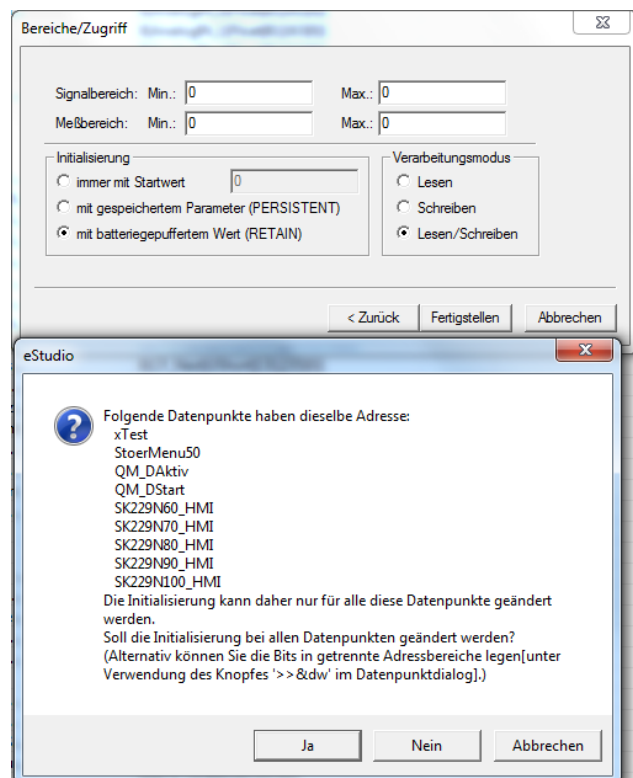 Bereiche/Zugriff
Signalbereich: Min.: 0 Max.: 0
Meßbereich: Min.: 0 Max.: 0
Initialisierung
immer mit Startwert 0
mit gespeichertem Parameter (PERSISTENT)
mit batteriegepuffertem Wert (RETAIN)
Verarbeitungsmodus
Lesen
Schreiben
Lesen/Schreiben
< Zurück Fertigstellen Abbrechen
eStudio
Folgende Datenpunkte haben dieselbe Adresse:
xTest
StoerMenu50
QM_DAktiv
QM_DStart
SK229N60_HMI
SK229N70_HMI
SK229N80_HMI
SK229N90_HMI
SK229N100_HMI
Die Initialisierung kann daher nur für alle diese Datenpunkte geändert
werden.
Soll die Initialisierung bei allen Datenpunkten geändert werden?
(Alternativ können Sie die Bits in getrennte Adressbereiche legen[unter
Verwendung des Knopfes '>>&dw' im Datenpunktdialog].)
Ja Nein Abbrechen